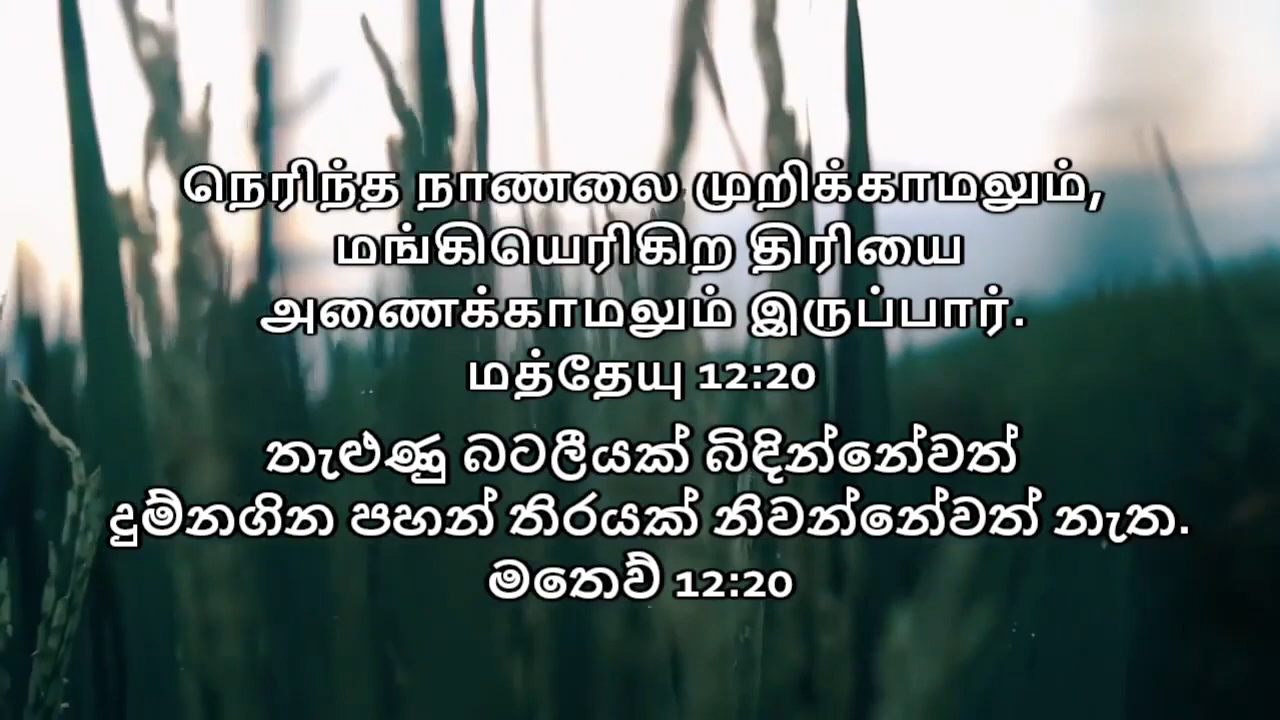 நெரிந்த நாணலை முறிக்காமலும்,
மங்கியெரிகிற திரியை
அணைக்காமலும் இருப்பார்.
மத்தேயு 12:20
තැළුණු බටලීයක් බිඳින්නේවත්
දුම්නගින පහන් තිරයක් නිවන්නේවත් නැත.
මතෙව් 12:20